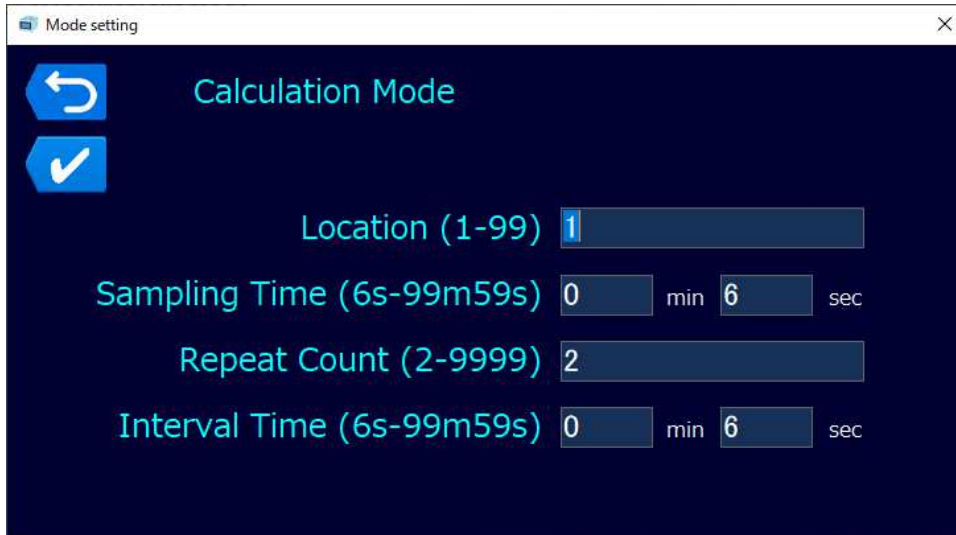 Mode setting
Calculation Mode
Location (1-99) 1
Sampling Time (6s-99m59s) 0 min 6 sec
Repeat Count (2-9999) 2
Interval Time (6s-99m59s) 0 min 6 sec